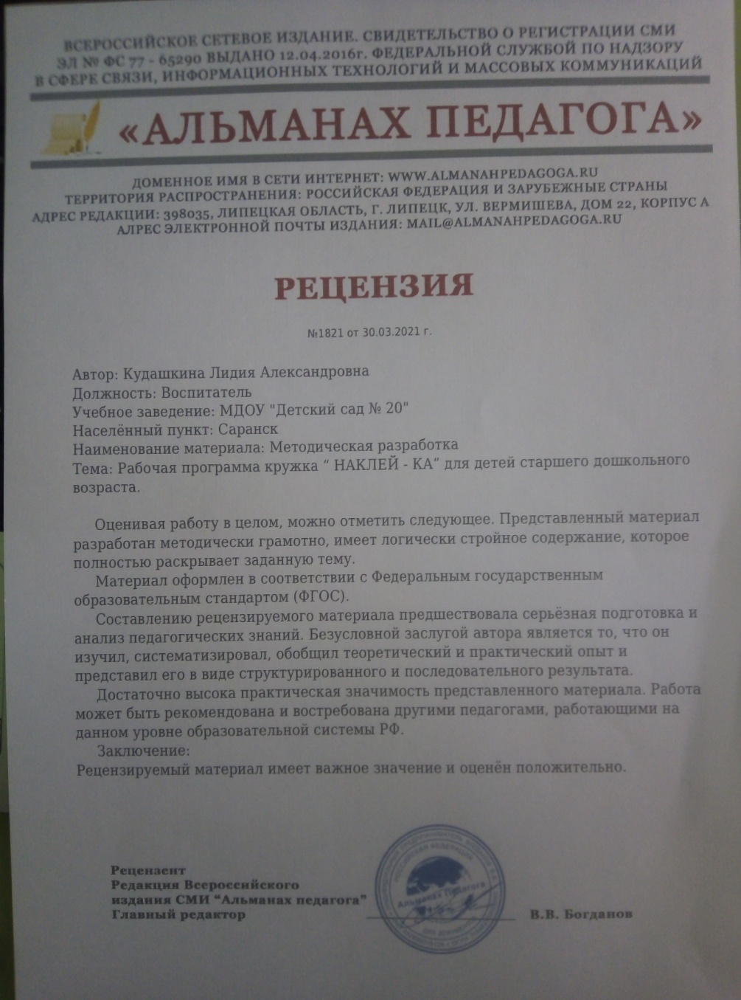 ВСЕРОССИЙСКОЕ СЕТЕВОЕ ИЗДАНИЕ. СВИДЕТЕЛЬСТВО О РЕГИСТРАЦИИ СМИ
ЭЛ № ФС 77 - 65290 ВЫДАНО 12.04.2016г. ФЕДЕРАЛЬНОЙ СЛУЖБОЙ ПО НАДЗОРУ
В СФЕРЕ СВЯЗИ, ИНФОРМАЦИОННЫХ ТЕХНОЛОГИЙ И МАССОВЫХ КОММУНИКАЦИЙ
«АЛЬМАНАХ ПЕДАГОГА»
ДОМЕННОЕ ИМЯ В СЕТИ ИНТЕРНЕТ: WWW.ALMANAHPEDAGOGA.RU
ТЕРРИТОРИЯ РАСПРОСТРАНЕНИЯ: РОССИЙСКАЯ ФЕДЕРАЦИЯ И ЗАРУБЕЖНЫЕ СТРАНЫ
АДРЕС РЕДАКЦИИ: 398035, ЛИПЕЦКАЯ ОБЛАСТЬ, Г. ЛИПЕЦК, УЛ. ВЕРМИШЕВА, ДОМ 22, КОРПУС А
АЛРЕС ЭЛЕКТРОННОЙ ПОЧТЫ ИЗДАНИЯ: MAIL@ALMANAHPEDAGOGA.RU
РЕЦЕНЗИЯ
№1821 от 30.03.2021 г.
Автор: Кудашкина Лидия Александровна
Должность: Воспитатель
Учебное заведение: МДОУ "Детский сад № 20"
Населённый пункт: Саранск
Наименование материала: Методическая разработка
Тема: Рабочая программа кружка “ НАКЛЕЙ - КА” для детей старшего дошкольного
возраста.
Оценивая работу в целом, можно отметить следующее. Представленный материал
разработан методически грамотно, имеет логически стройное содержание, которое
полностью раскрывает заданную тему.
Материал оформлен в соответствии с Федеральным государственным
образовательным стандартом (ФГОС).
Составлению рецензируемого материала предшествовала серьёзная подготовка и
анализ педагогических знаний. Безусловной заслугой автора является то, что он
изучил, систематизировал, обобщил теоретический и практический опыт и
представил его в виде структурированного и последовательного результата.
Достаточно высока практическая значимость представленного материала. Работа
может быть рекомендована и востребована другими педагогами, работающими на
данном уровне образовательной системы РФ.
Заключение:
Рецензируемый материал имеет важное значение и оценён положительно.
Рецензент
Редакция Всероссийского
издания СМИ “Альманах педагога”
Главный редактор
В.В. Богданов
РОССИЙСКАЯ ФЕДЕРАЦИЯ
Альманах Педагога